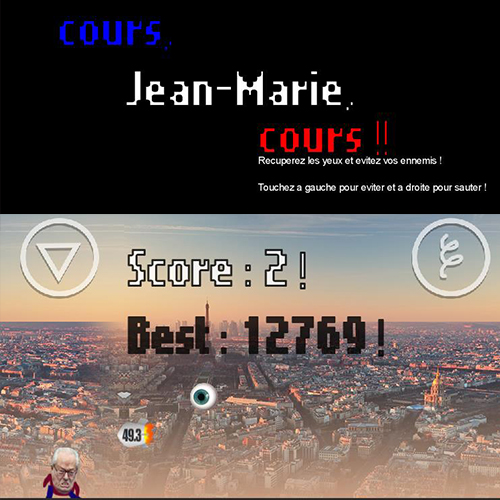 cours,
Jean-Marie,
cours !!
Recuperez les yeux et evitez vos ennemis !
Touchez a gauche pour eviter et a droite pour sauter !
Score : 2 !
Best : 12769 !
49.3